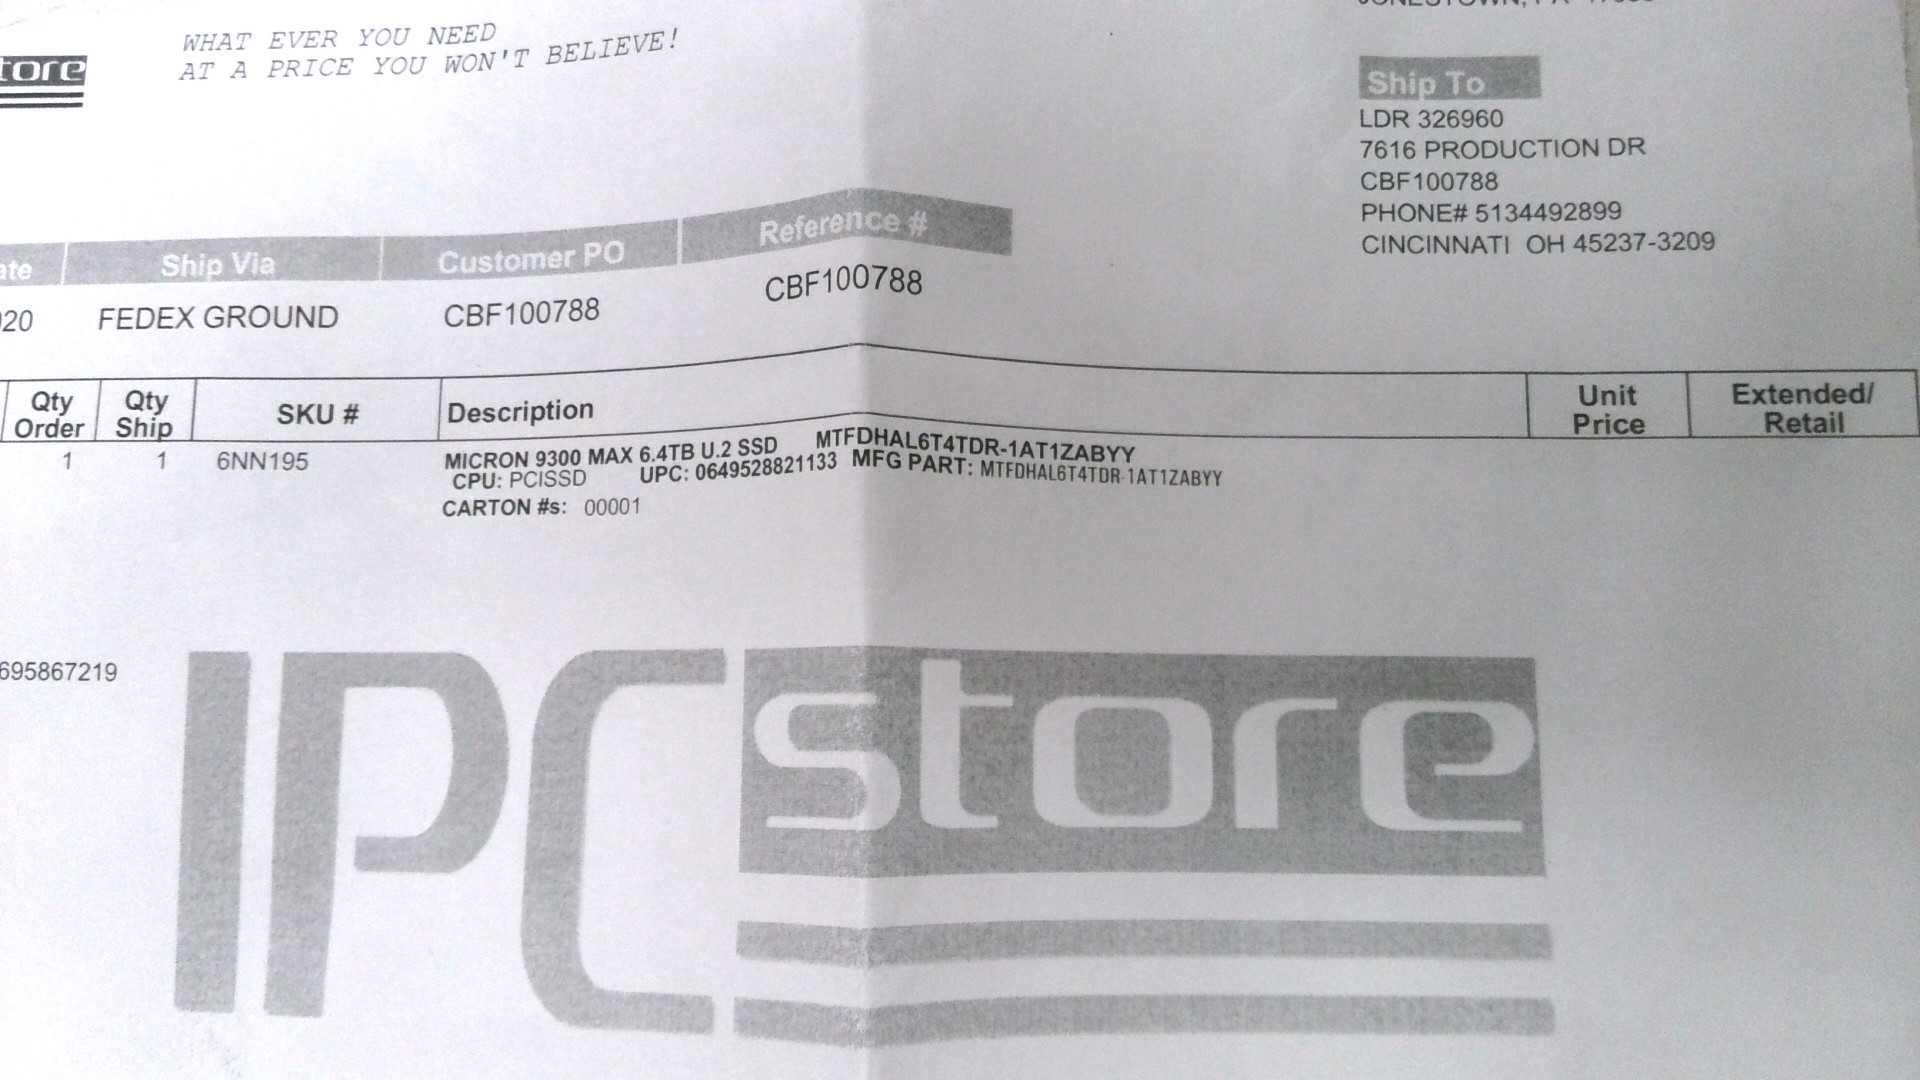 tore
WHAT EVER YOU NEED
AT A PRICE YOU WON'T BELIEVE!
Ship To
LDR 326960
7616 PRODUCTION DR
CBF100788
PHONE# 5134492899
CINCINNATI OH 45237-3209
ate Ship Via Customer PO Reference #
020 FEDEX GROUND CBF100788 CBF100788
Qty Order Qty Ship SKU # Description Unit Price Extended/ Retail
1 1 6NN195 MICRON 9300 MAX 6.4TB U.2 SSD MTFDHAL6T4TDR-1AT1ZABYY
CPU: PCISSD UPC: 0649528821133 MFG PART: MTFDHAL6T4TDR-1AT1ZABYY
CARTON #s: 00001
695867219
IPCstore